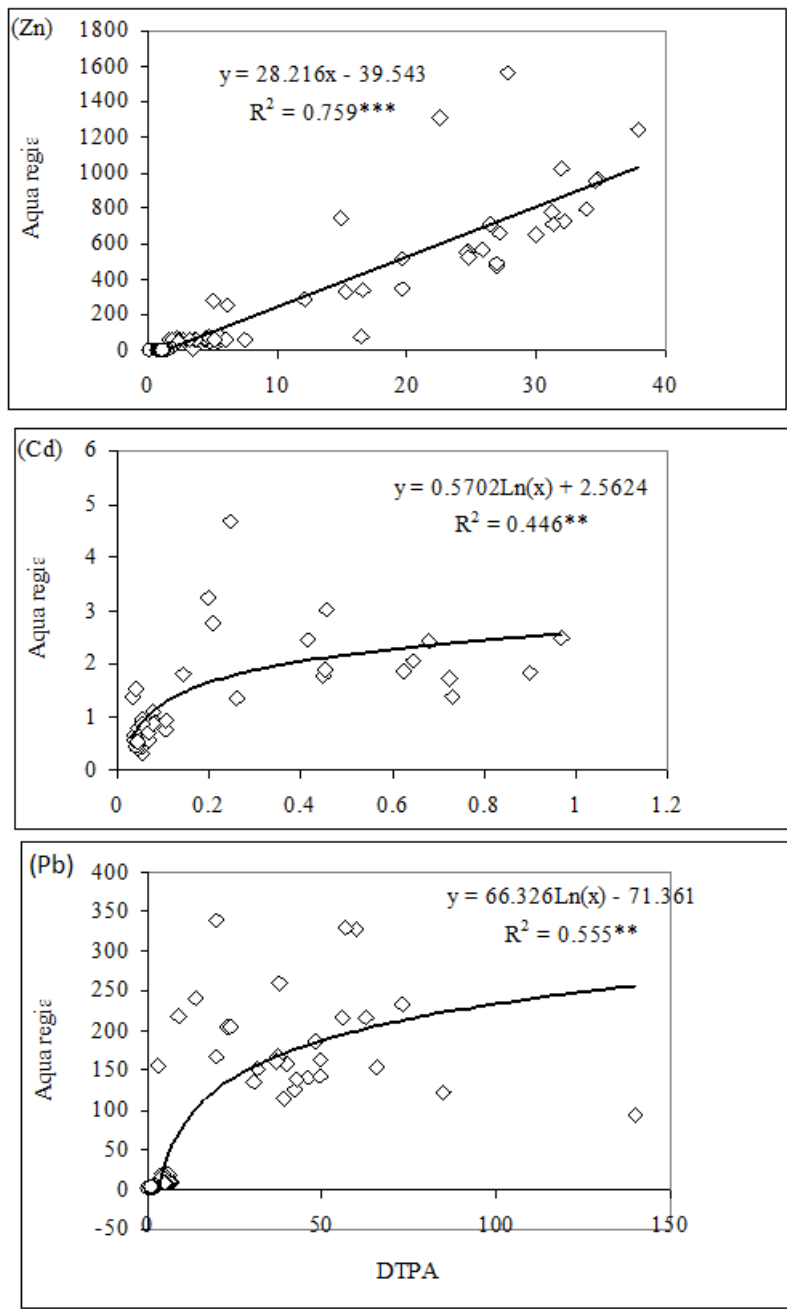 (Zn)
1800
1600
1400
1200
1000
800
600
400
200
0
Aqua regia
y = 28.216x - 39.543
R² = 0.759***
0 10 20 30 40
(Cd)
6
5
4
3
2
1
0
Aqua regia
y = 0.5702Ln(x) + 2.5624
R² = 0.446**
0 0.2 0.4 0.6 0.8 1 1.2
(Pb)
400
350
300
250
200
150
100
50
0
-50
Aqua regia
y = 66.326Ln(x) - 71.361
R² = 0.555**
0 50 100 150
DTPA